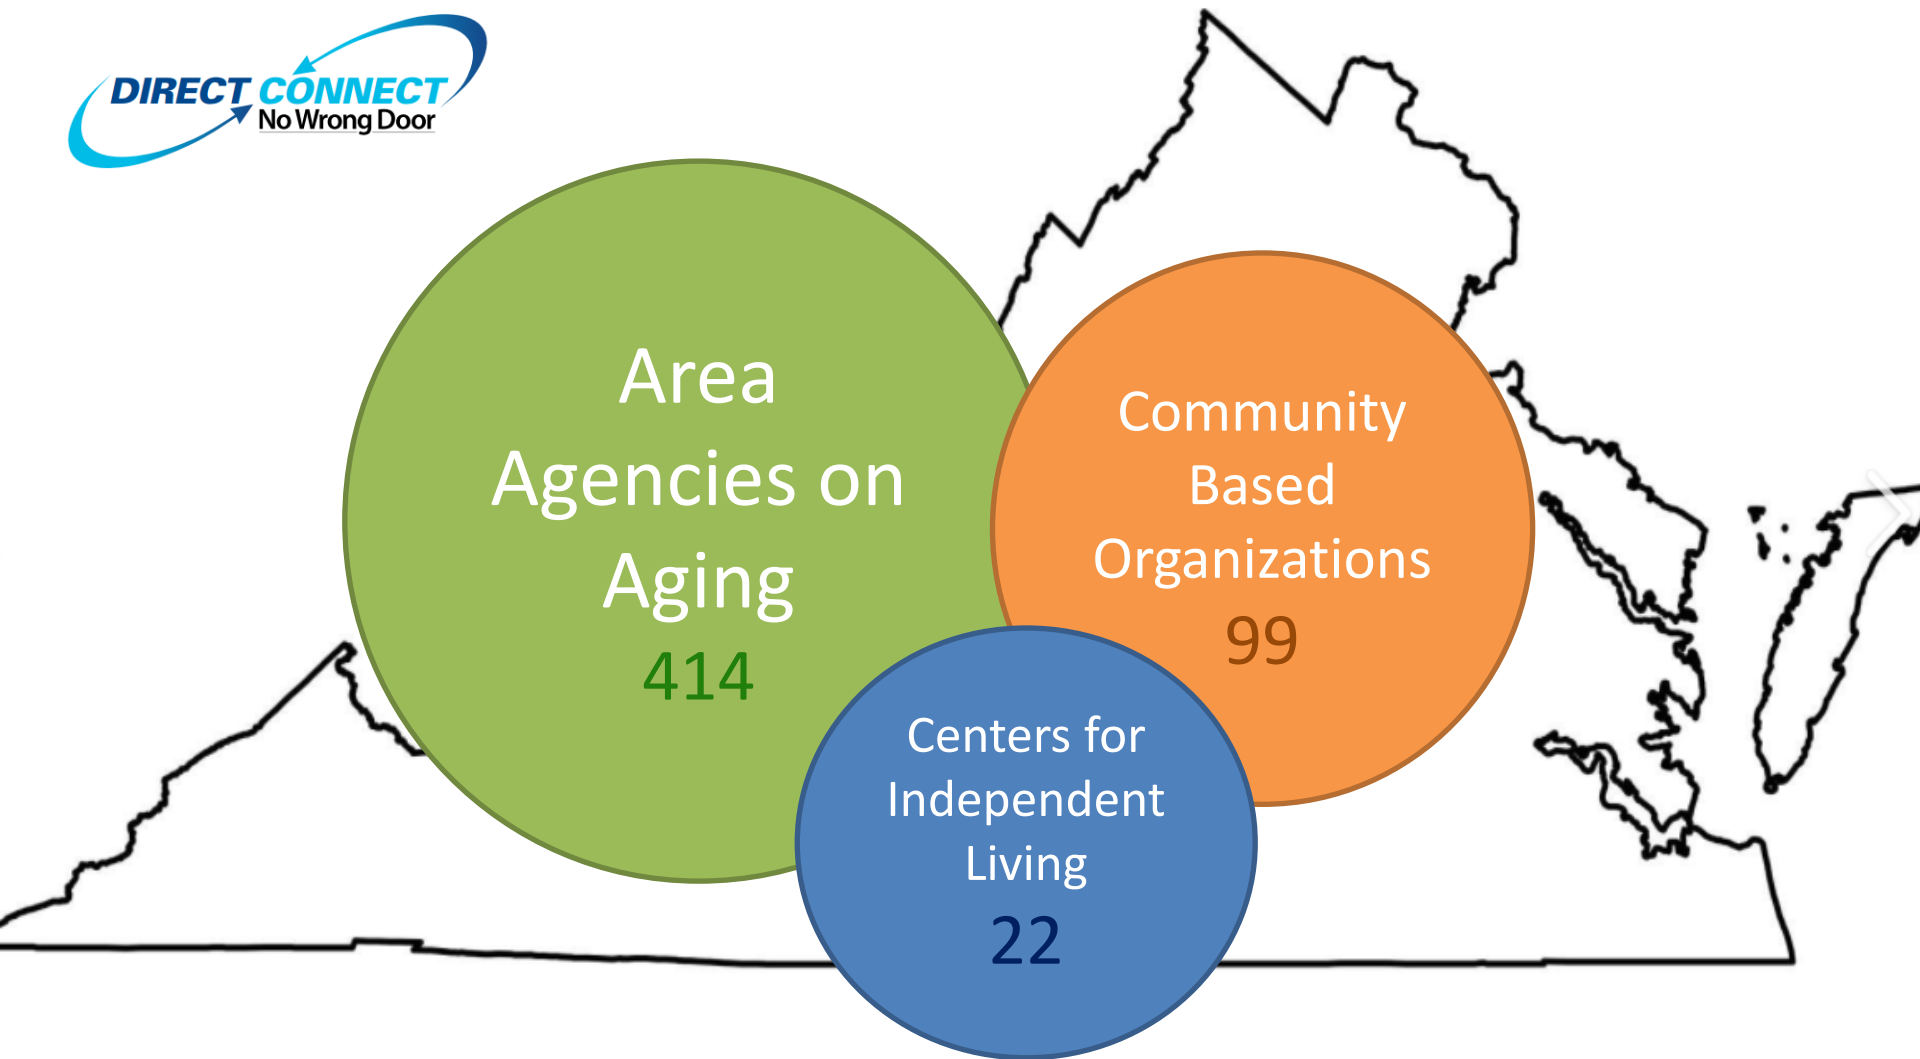 DIRECT CONNECT
No Wrong Door
Area
Agencies on
Aging
414
Community
Based
Organizations
99
Centers for
Independent
Living
22